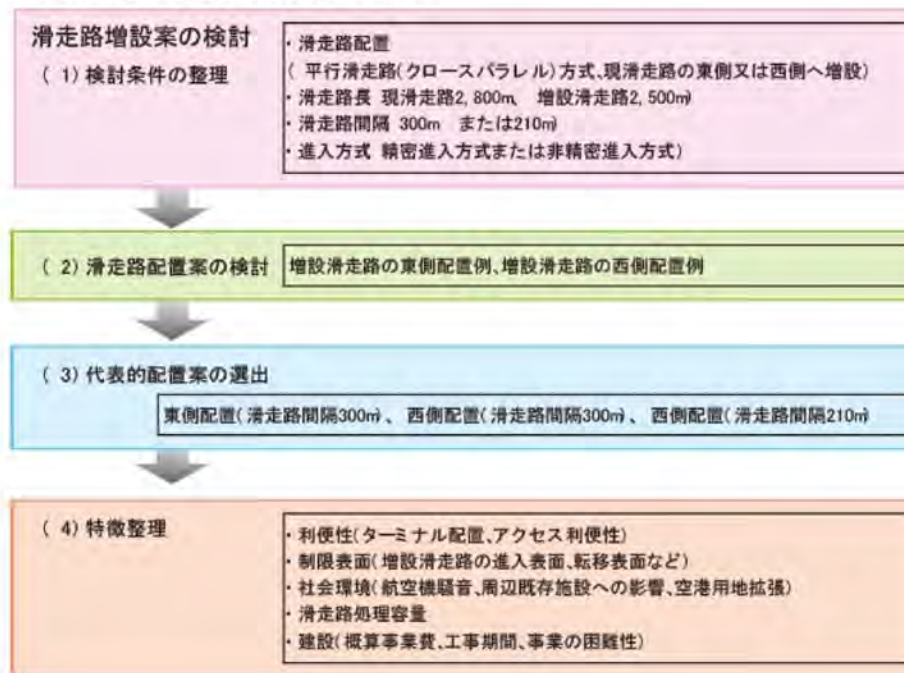 滑走路増設案の検討
( 1) 検討条件の整理
・ 滑走路配置
( 平行滑走路(クロースパラレル)方式、現滑走路の東側又は西側へ増設)
・ 滑走路長 現滑走路2, 800m、 増設滑走路2, 500m)
・ 滑走路間隔 300m または210m)
・ 進入方式 精密進入方式または非精密進入方式)
( 2) 滑走路配置案の検討
増設滑走路の東側配置例、増設滑走路の西側配置例
( 3) 代表的配置案の選出
東側配置( 滑走路間隔300m) 、 西側配置( 滑走路間隔300m) 、 西側配置( 滑走路間隔210m)
( 4) 特徴整理
・ 利便性(ターミナル配置、アクセス利便性)
・ 制限表面( 増設滑走路の進入表面、転移表面など)
・ 社会環境( 航空機騒音、周辺既存施設への影響、空港用地拡張)
・ 滑走路処理容量
・ 建設( 概算事業費、工事期間、事業の困難性)